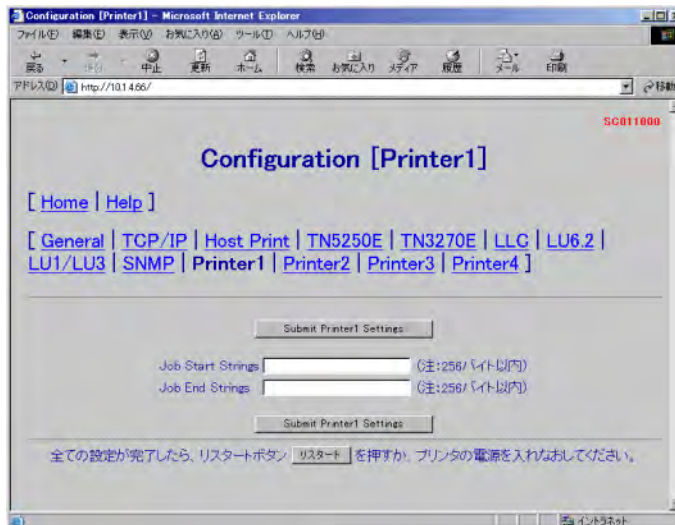 Configuration [Printer1] - Microsoft Internet Explorer
ファイル(F) 編集(E) 表示(V) お気に入り(A) ツール(T) ヘルプ(H)
戻る 進む 中止 更新 ホーム 検索 お気に入り メディア 履歴 メール 印刷
アドレス(D) http://10.1.4.66/ 移動
SC011000
Configuration [Printer1]
[ Home | Help ]
[ General | TCP/IP | Host Print | TN5250E | TN3270E | LLC | LU6.2 |
LU1/LU3 | SNMP | Printer1 | Printer2 | Printer3 | Printer4 ]
Submit Printer1 Settings
Job Start Strings (注:256バイト以内)
Job End Strings (注:256バイト以内)
Submit Printer1 Settings
全ての設定が完了したら、リスタートボタン リスタート を押すか、プリンタの電源を入れなおしてください。
イントラネット